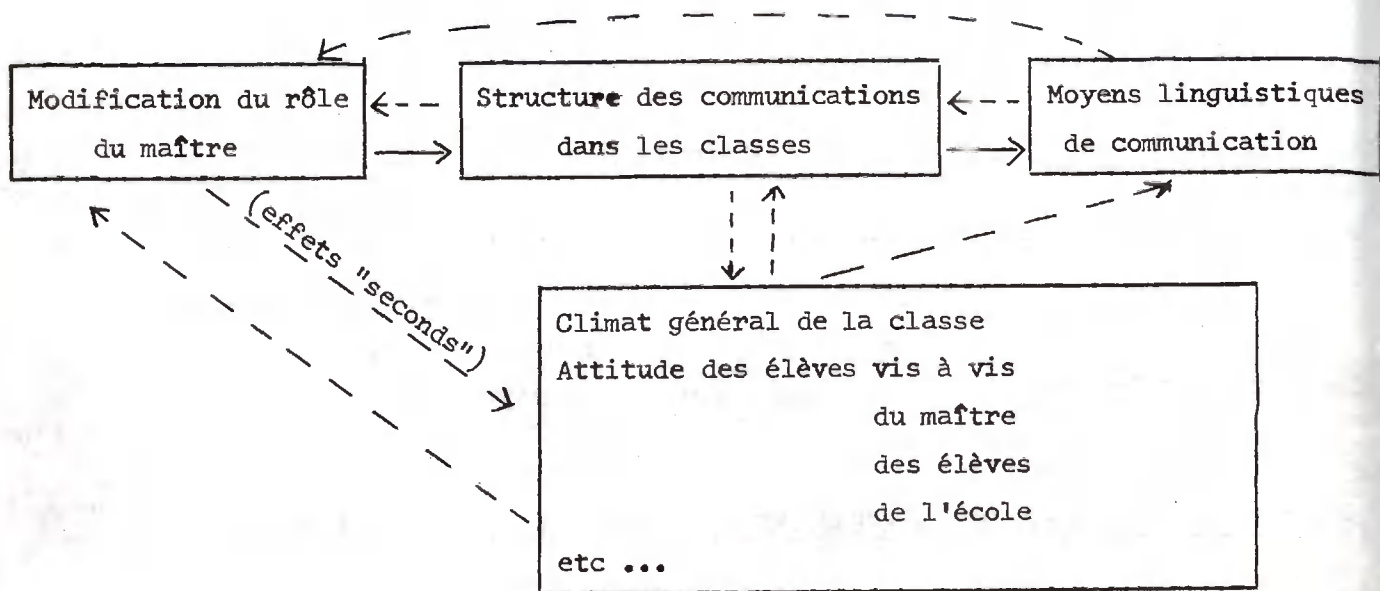 Modification du rôle
du maître
Structure des communications
dans les classes
Moyens linguistiques
de communication
(effets "seconds")
Climat général de la classe
Attitude des élèves vis à vis
du maître
des élèves
de l'école
etc ...